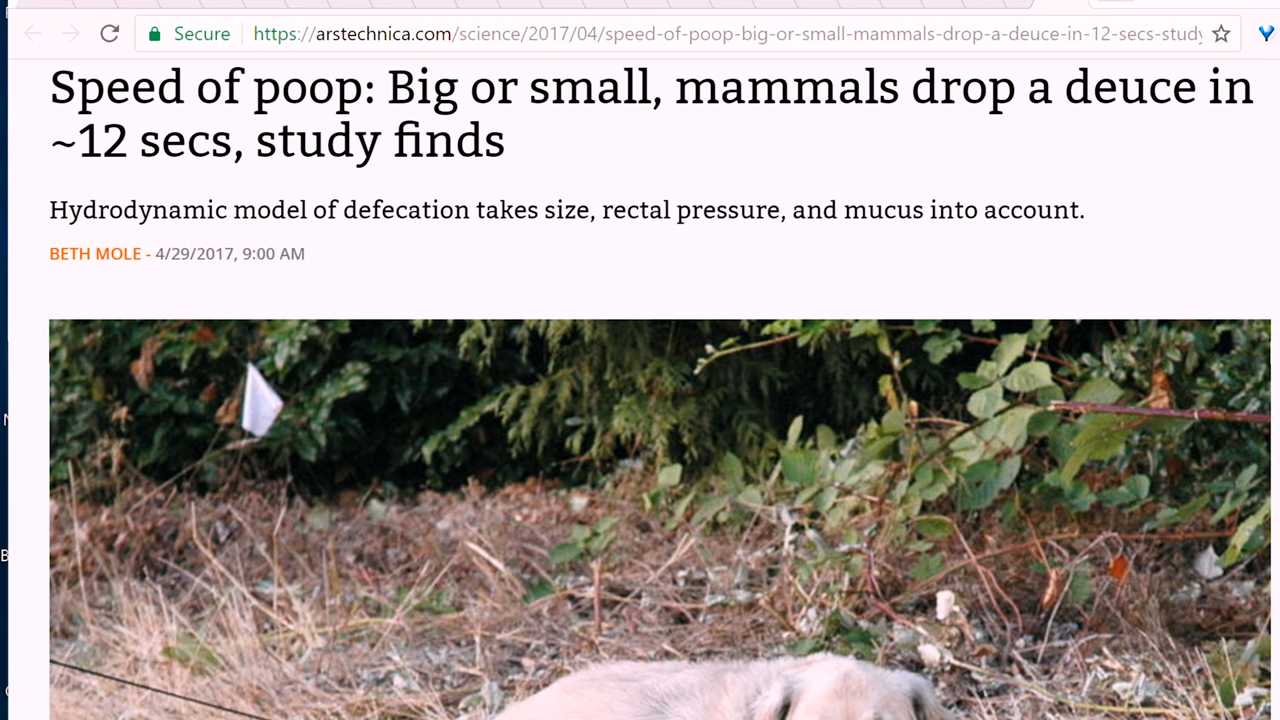 Secure
https://arstechnica.com/science/2017/04/speed-of-poop-big-or-small-mammals-drop-a-deuce-in-12-secs-study
Speed of poop: Big or small, mammals drop a deuce in
~12 secs, study finds
Hydrodynamic model of defecation takes size, rectal pressure, and mucus into account.
BETH MOLE - 4/29/2017, 9:00 AM